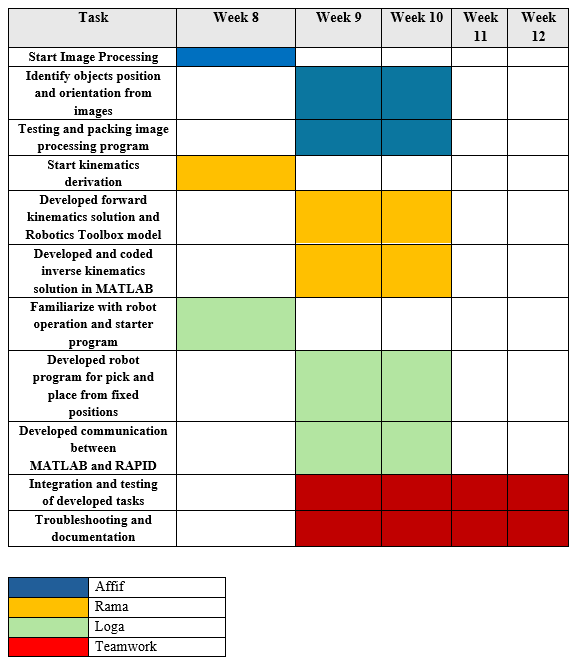 Task Week 8 Week 9 Week 10 Week 11 Week 12
Start Image Processing
Identify objects position
and orientation from
images
Testing and packing image
processing program
Start kinematics
derivation
Developed forward
kinematics solution and
Robotics Toolbox model
Developed and coded
inverse kinematics
solution in MATLAB
Familiarize with robot
operation and starter
program
Developed robot
program for pick and
place from fixed
positions
Developed communication
between
MATLAB and RAPID
Integration and testing
of developed tasks
Troubleshooting and
documentation
Affif
Rama
Loga
Teamwork